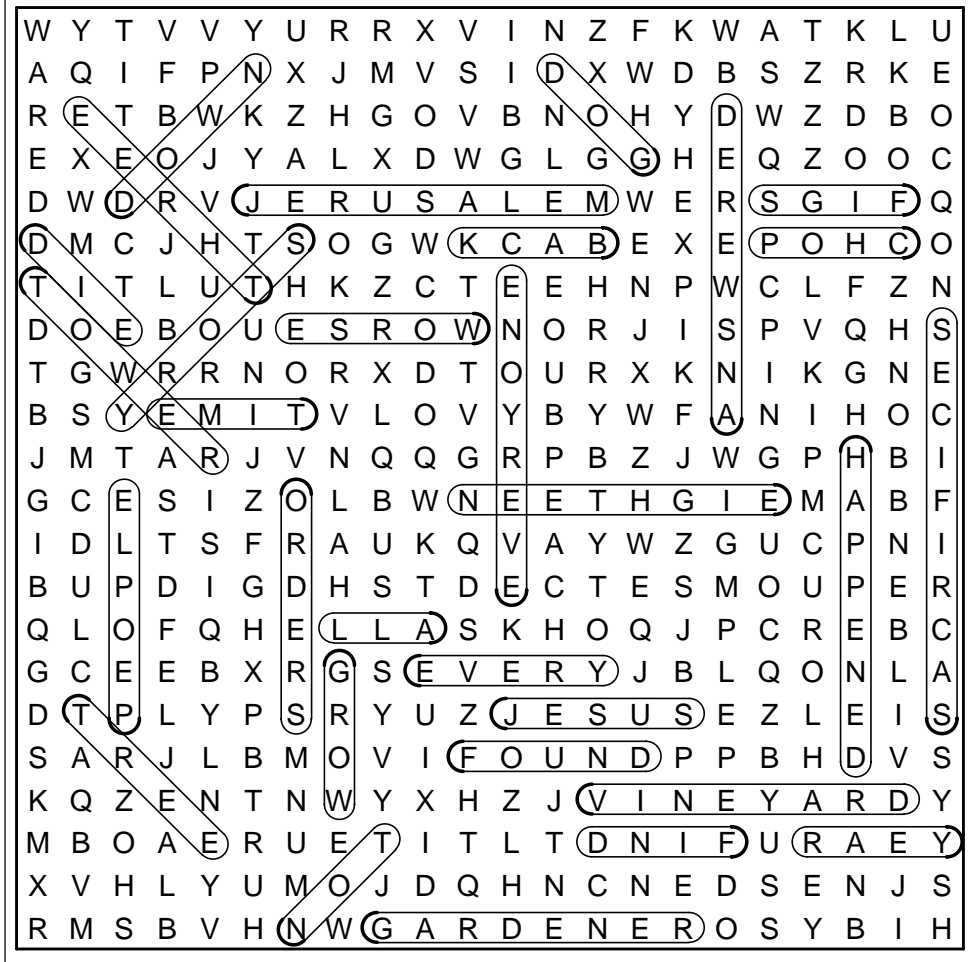 W Y T V V Y U R R X V I N Z F K W A T K L U
A Q I F P N X J M V S I D X W D B S Z R K E
R E T B W K Z H G O V B N O H Y D W Z D B O
E X E O J Y A L X D W G L G G H E Q Z O O C
D W D R V J E R U S A L E M W E R S G I F Q
D M C J H T S O G W K C A B E X E P O H C O
T I T L U T H K Z C T E E H N P W C L F Z N
D O E B O U E S R O W N O R J I S P V Q H S
T G W R R N O R X D T O U R X K N I K G N E
B S Y E M I T V L O V Y B Y W F A N I H O C
J M T A R J V N Q Q G R P B Z J W G P H B I
G C E S I Z O L B W N E E T H G I E M A B F
I D L T S F R A U K Q V A Y W Z G U C P N I
B U P D I G D H S T D E C T E S M O U P E R
Q L O F Q H E L L A S K H O Q J P C R E B C
G C E E B X R G S E V E R Y J B L Q O N L A
D T P L Y P S R Y U Z J E S U S E Z L E I S
S A R J L B M O V I F O U N D P P B H D V S
K Q Z E N T N W Y X H Z J V I N E Y A R D Y
M B O A E R U E T I T L T D N I F U R A E Y
X V H L Y U M O J D Q H N C N E D S E N J S
R M S B V H N W G A R D E N E R O S Y B I H